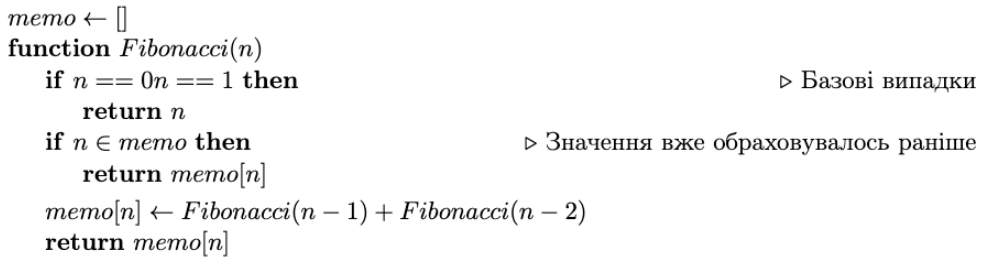 memo ← []
function Fibonacci(n)
if n == 0n == 1 then ▷ Базові випадки
return n
if n ∈ memo then ▷ Значення вже обраховувалось раніше
return memo[n]
memo[n] ← Fibonacci(n − 1) + Fibonacci(n − 2)
return memo[n]